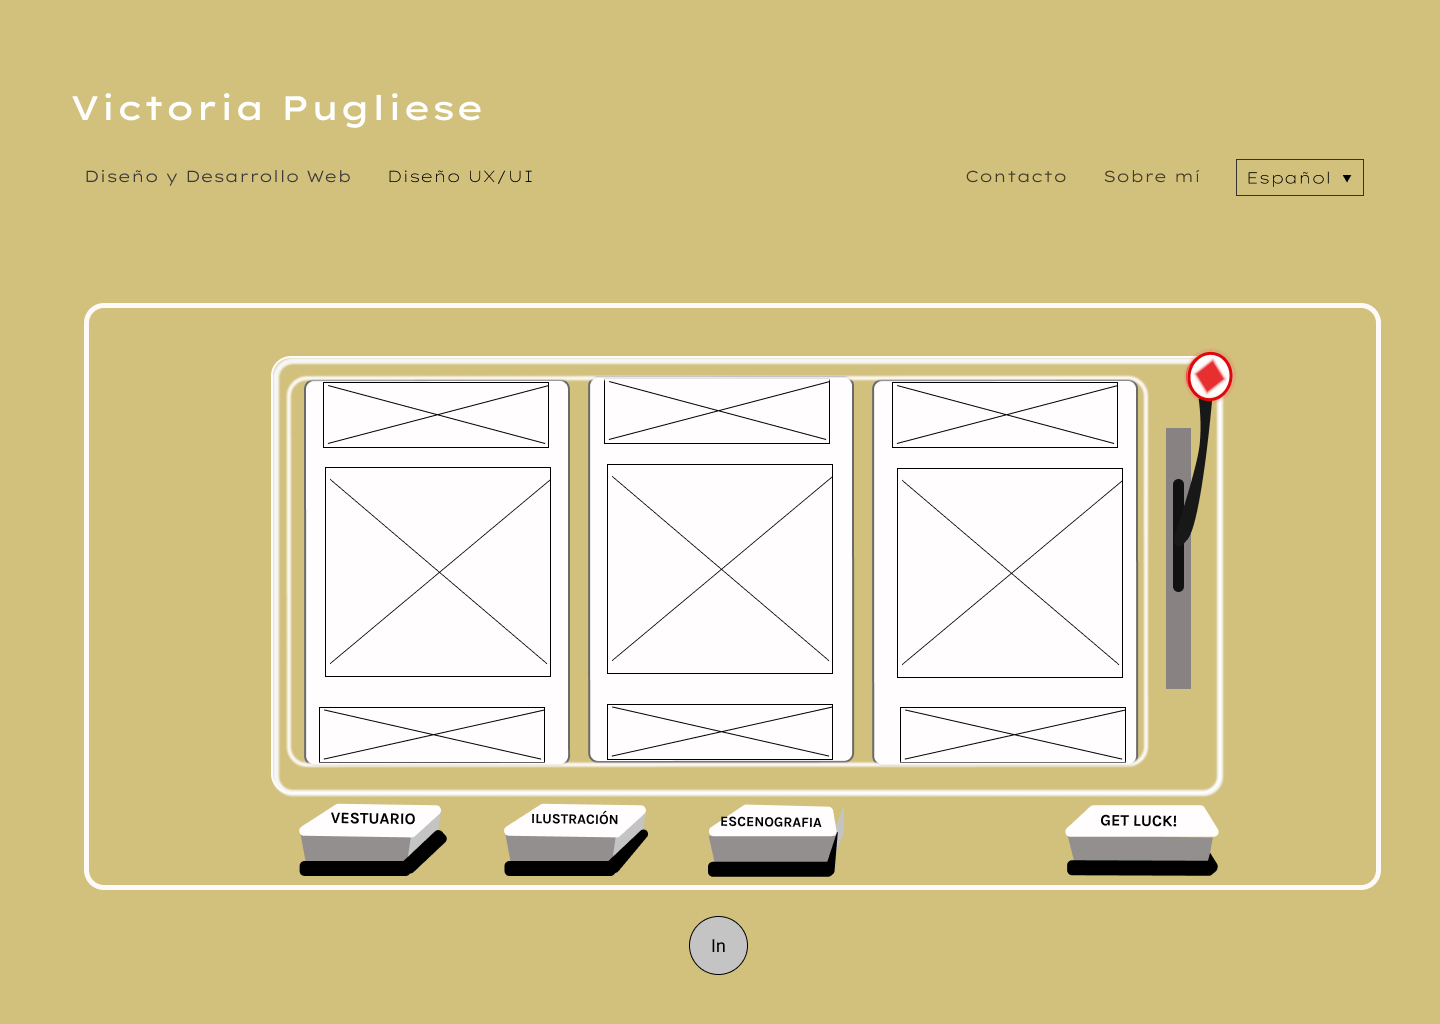 Victoria Pugliese
Diseño y Desarrollo Web Diseño UX/UI Contacto Sobre mí Español ▼
VESTUARIO ILUSTRACIÓN ESCENOGRAFIA GET LUCK!
In